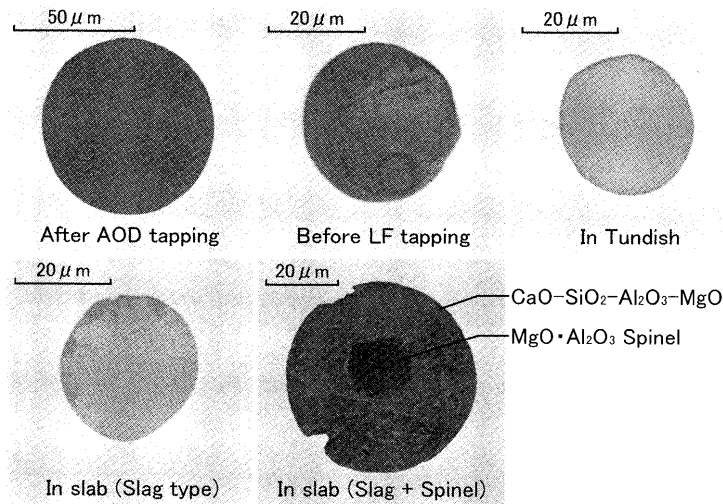 50 μm
20 μm
20 μm
After AOD tapping
Before LF tapping
In Tundish
20 μm
20 μm
CaO-SiO₂-Al₂O₃-MgO
MgO·Al₂O₃ Spinel
In slab (Slag type)
In slab (Slag + Spinel)